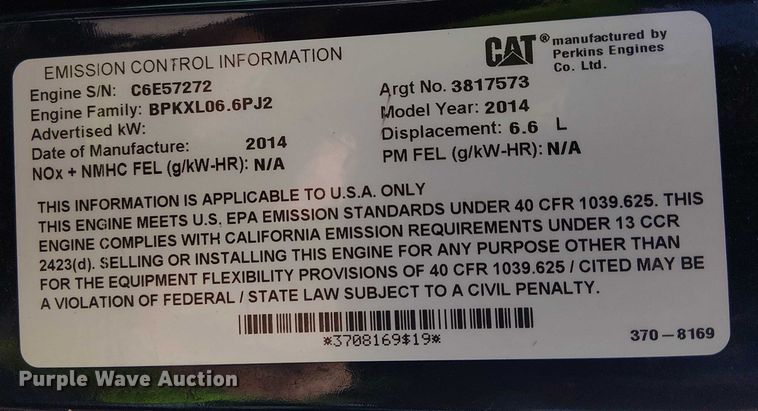 EMISSION CONTROL INFORMATION
CAT® manufactured by
Perkins Engines
Co. Ltd.
Engine S/N: C6E57272
Engine Family: BPKXL06.6PJ2
Advertised kW:
Date of Manufacture: 2014
NOx + NMHC FEL (g/kW-HR): N/A
Argt No. 3817573
Model Year: 2014
Displacement: 6.6 L
PM FEL (g/kW-HR): N/A
THIS INFORMATION IS APPLICABLE TO U.S.A. ONLY
THIS ENGINE MEETS U.S. EPA EMISSION STANDARDS UNDER 40 CFR 1039.625. THIS
ENGINE COMPLIES WITH CALIFORNIA EMISSION REQUIREMENTS UNDER 13 CCR
2423(d). SELLING OR INSTALLING THIS ENGINE FOR ANY PURPOSE OTHER THAN
FOR THE EQUIPMENT FLEXIBILITY PROVISIONS OF 40 CFR 1039.625 / CITED MAY BE
A VIOLATION OF FEDERAL / STATE LAW SUBJECT TO A CIVIL PENALTY.
*3708169$19*
370-8169
Purple Wave Auction